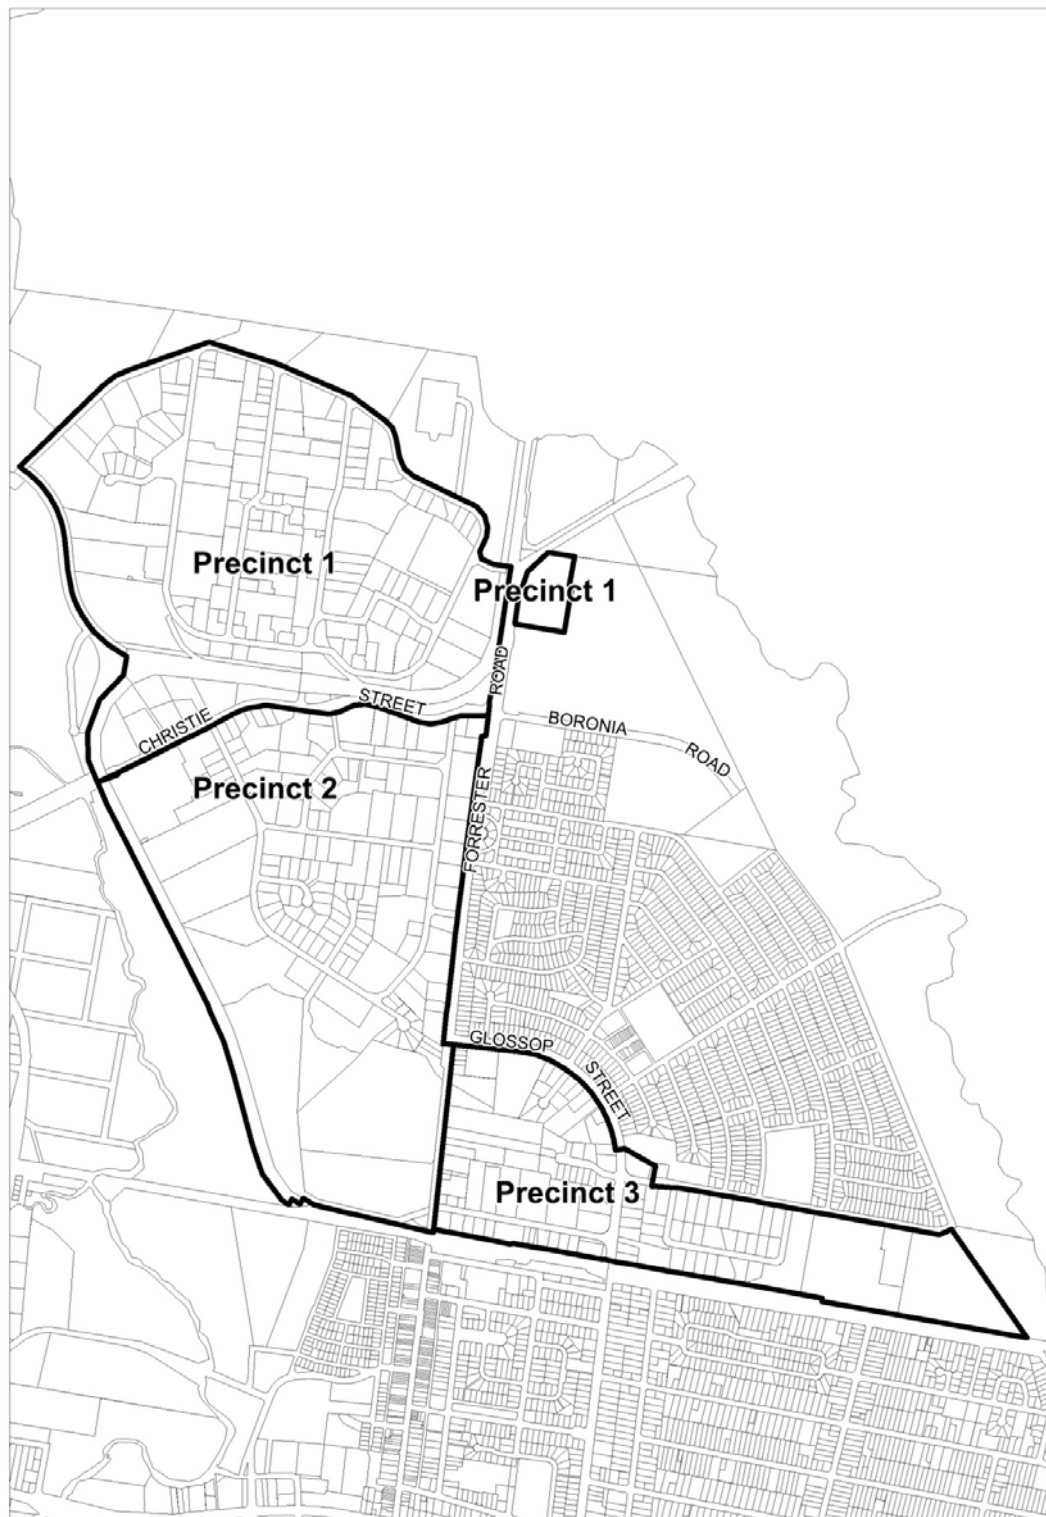 Precinct 1
Precinct 1
ROAD
CHRISTIE
STREET
BORONIA
ROAD
Precinct 2
FORRESTER
GLOSSOP
STREET
Precinct 3